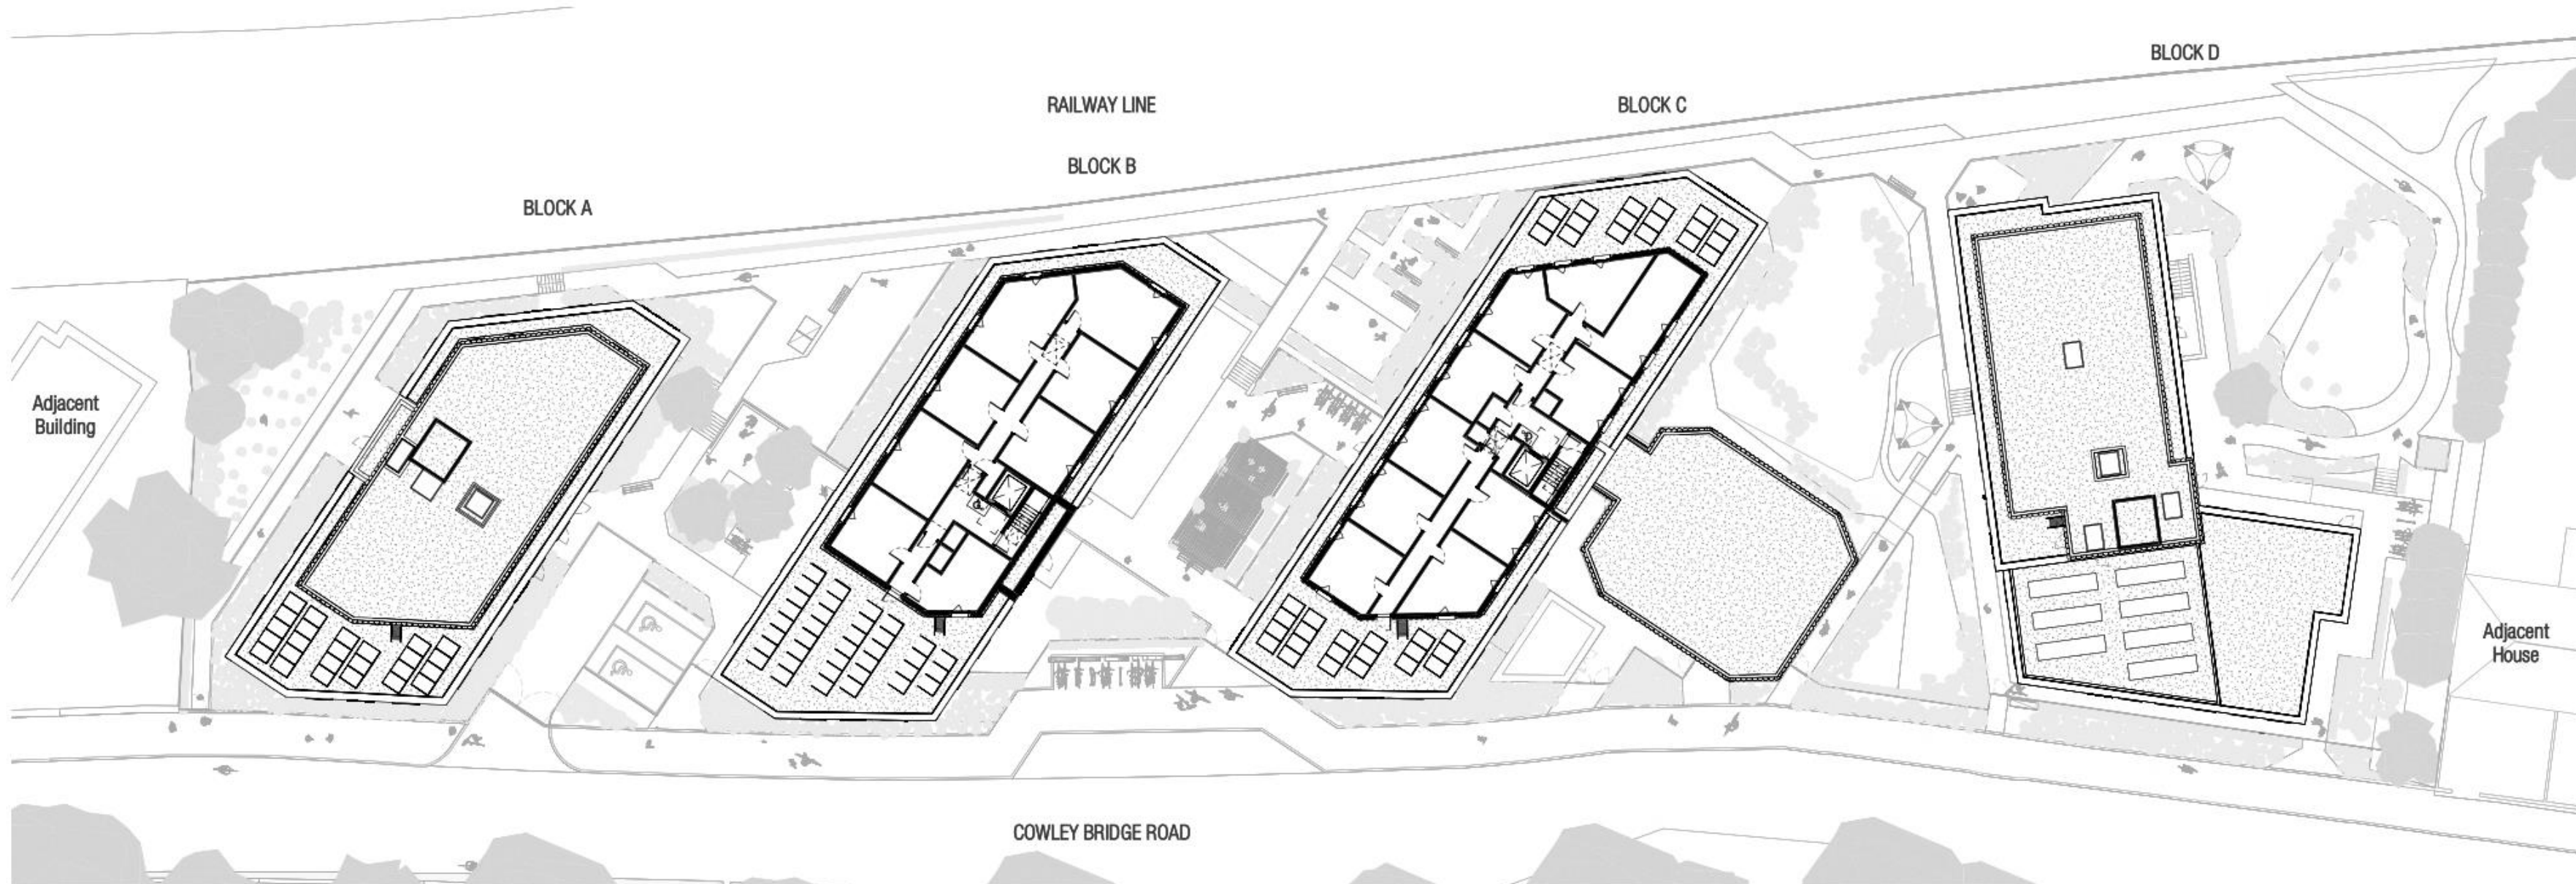 BLOCK D
RAILWAY LINE
BLOCK C
BLOCK B
BLOCK A
Adjacent
Building
Adjacent
House
COWLEY BRIDGE ROAD